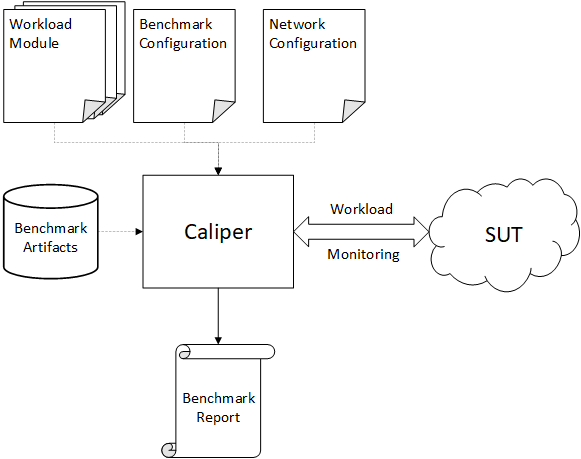 Workload
Module
Benchmark
Configuration
Network
Configuration
Benchmark
Artifacts
Caliper
Workload
Monitoring
SUT
Benchmark
Report